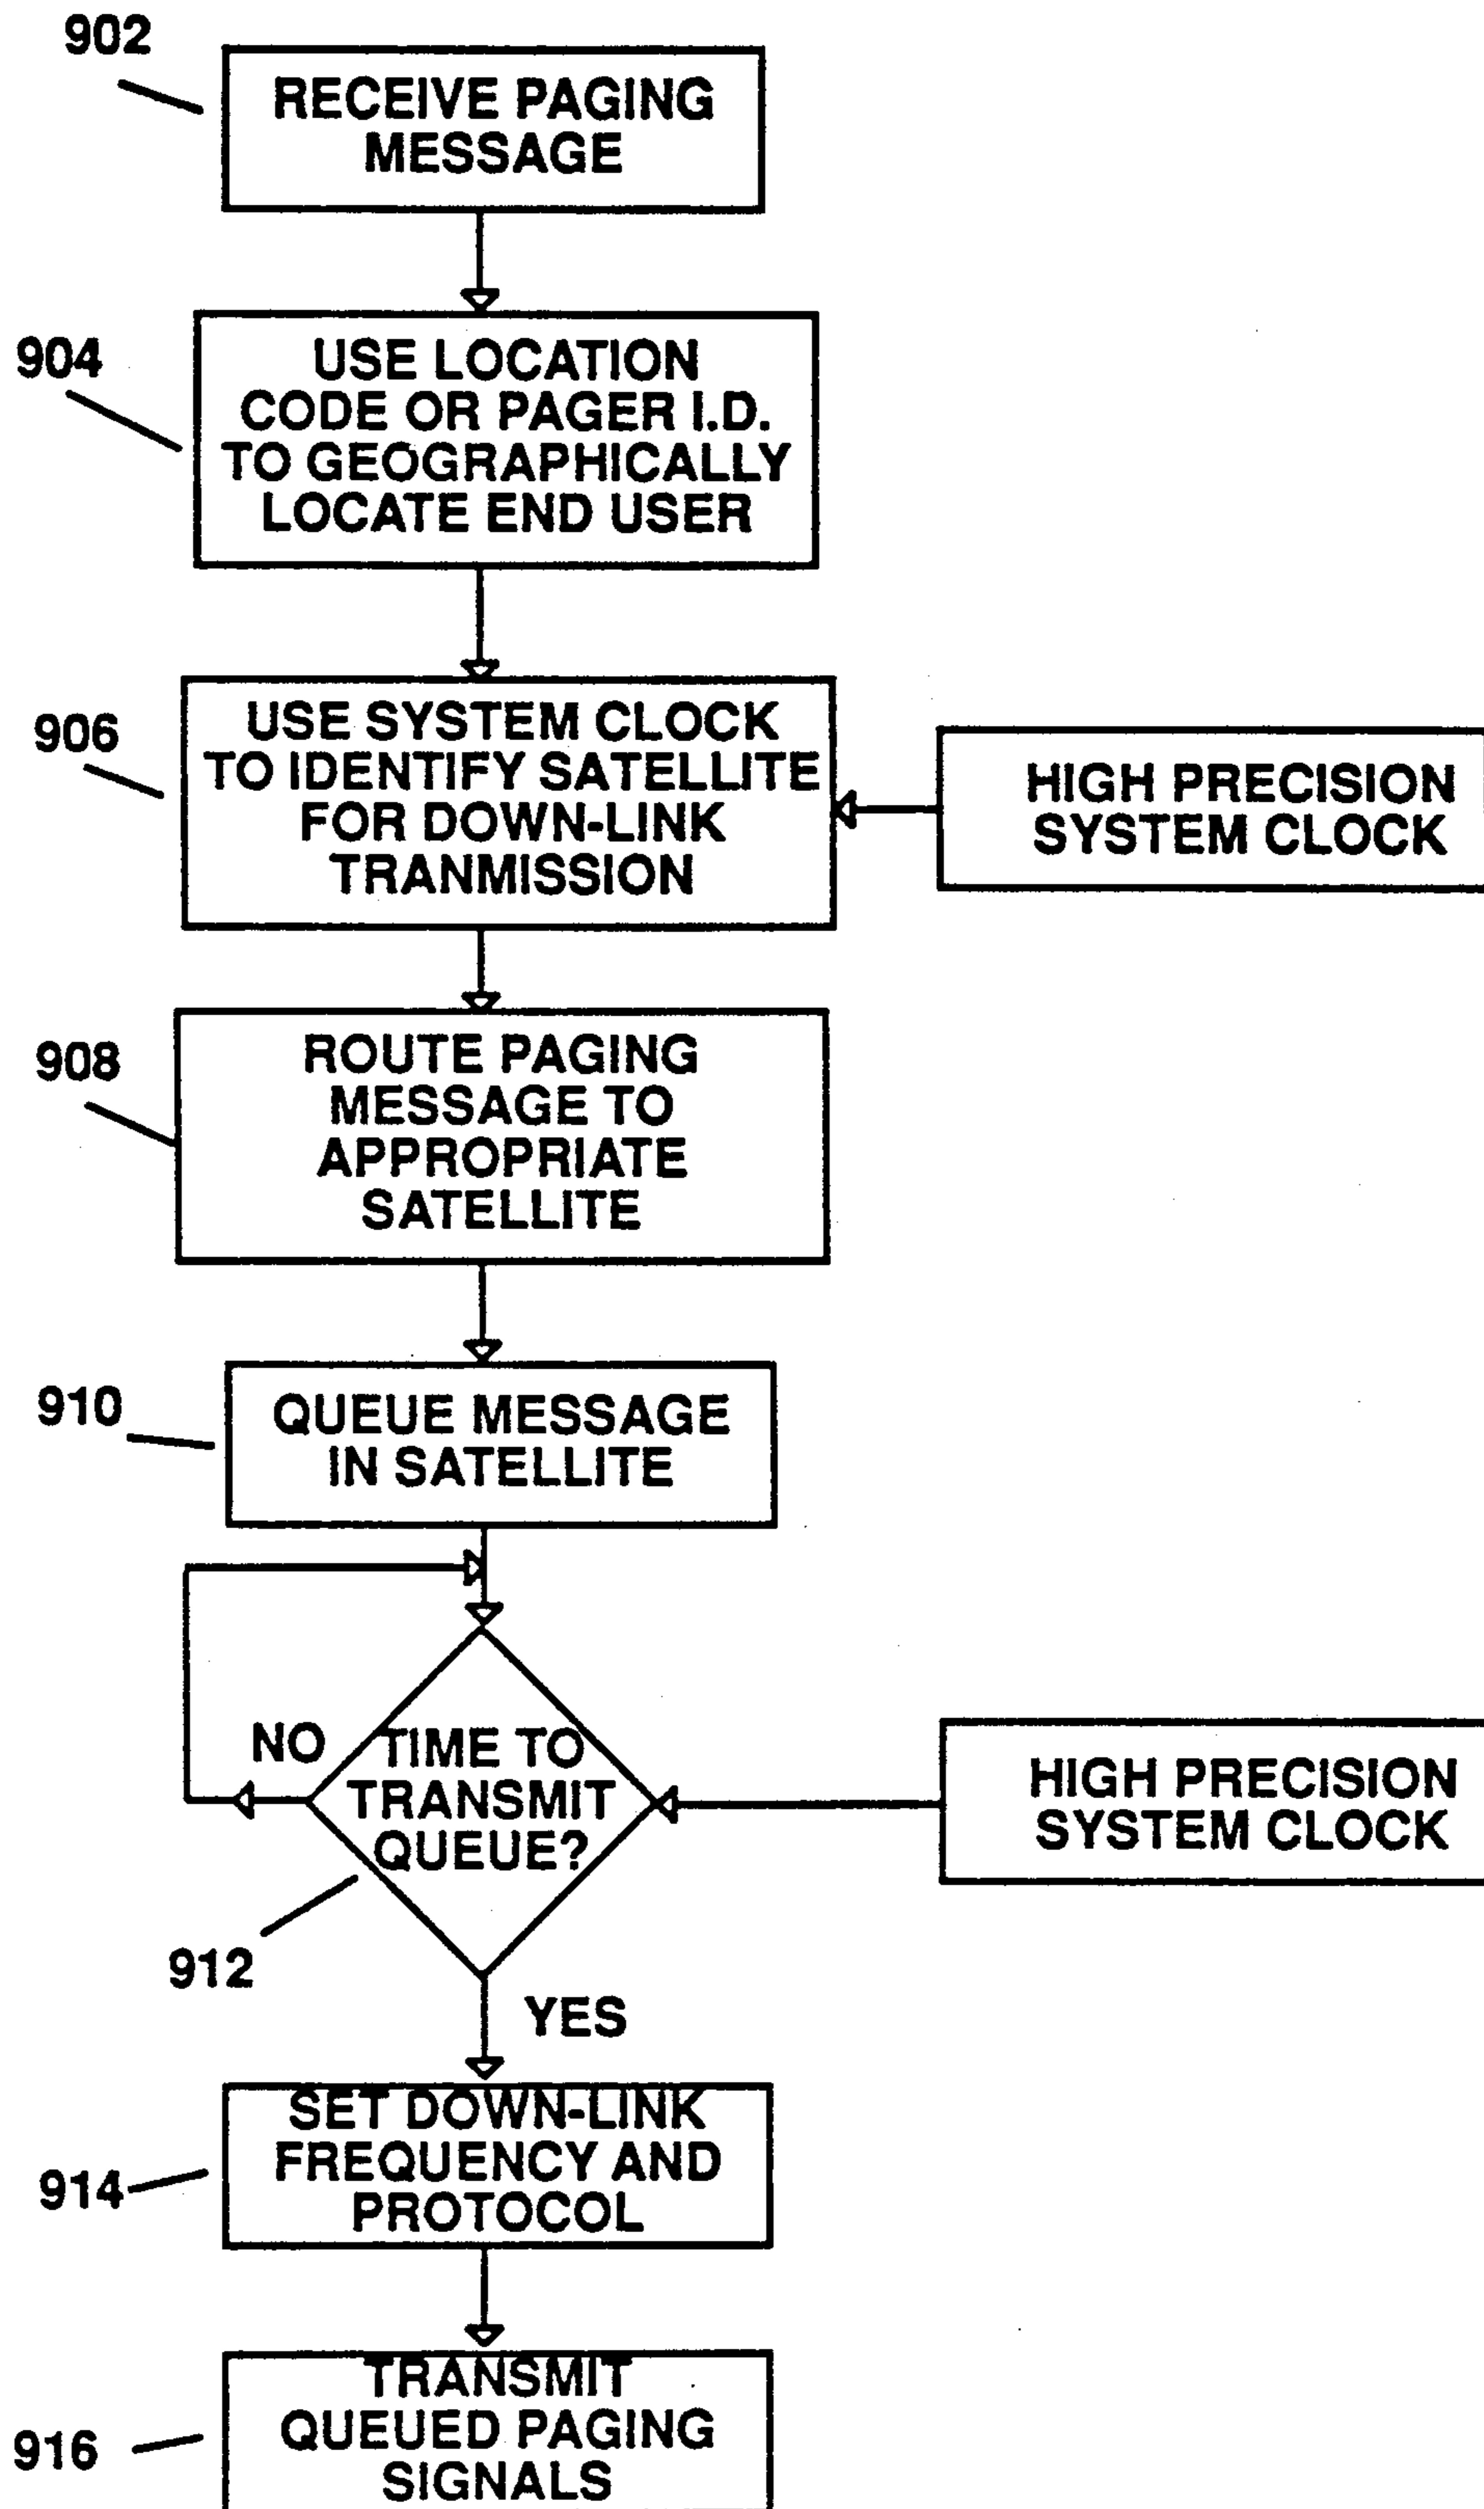 902
RECEIVE PAGING
MESSAGE
904
USE LOCATION
CODE OR PAGER I.D.
TO GEOGRAPHICALLY
LOCATE END USER
906
USE SYSTEM CLOCK
TO IDENTIFY SATELLITE
FOR DOWN-LINK
TRANMISSION
HIGH PRECISION
SYSTEM CLOCK
908
ROUTE PAGING
MESSAGE TO
APPROPRIATE
SATELLITE
910
QUEUE MESSAGE
IN SATELLITE
NO
TIME TO
TRANSMIT
QUEUE?
HIGH PRECISION
SYSTEM CLOCK
912
YES
914
SET DOWN-LINK
FREQUENCY AND
PROTOCOL
916
TRANSMIT
QUEUED PAGING
SIGNALS